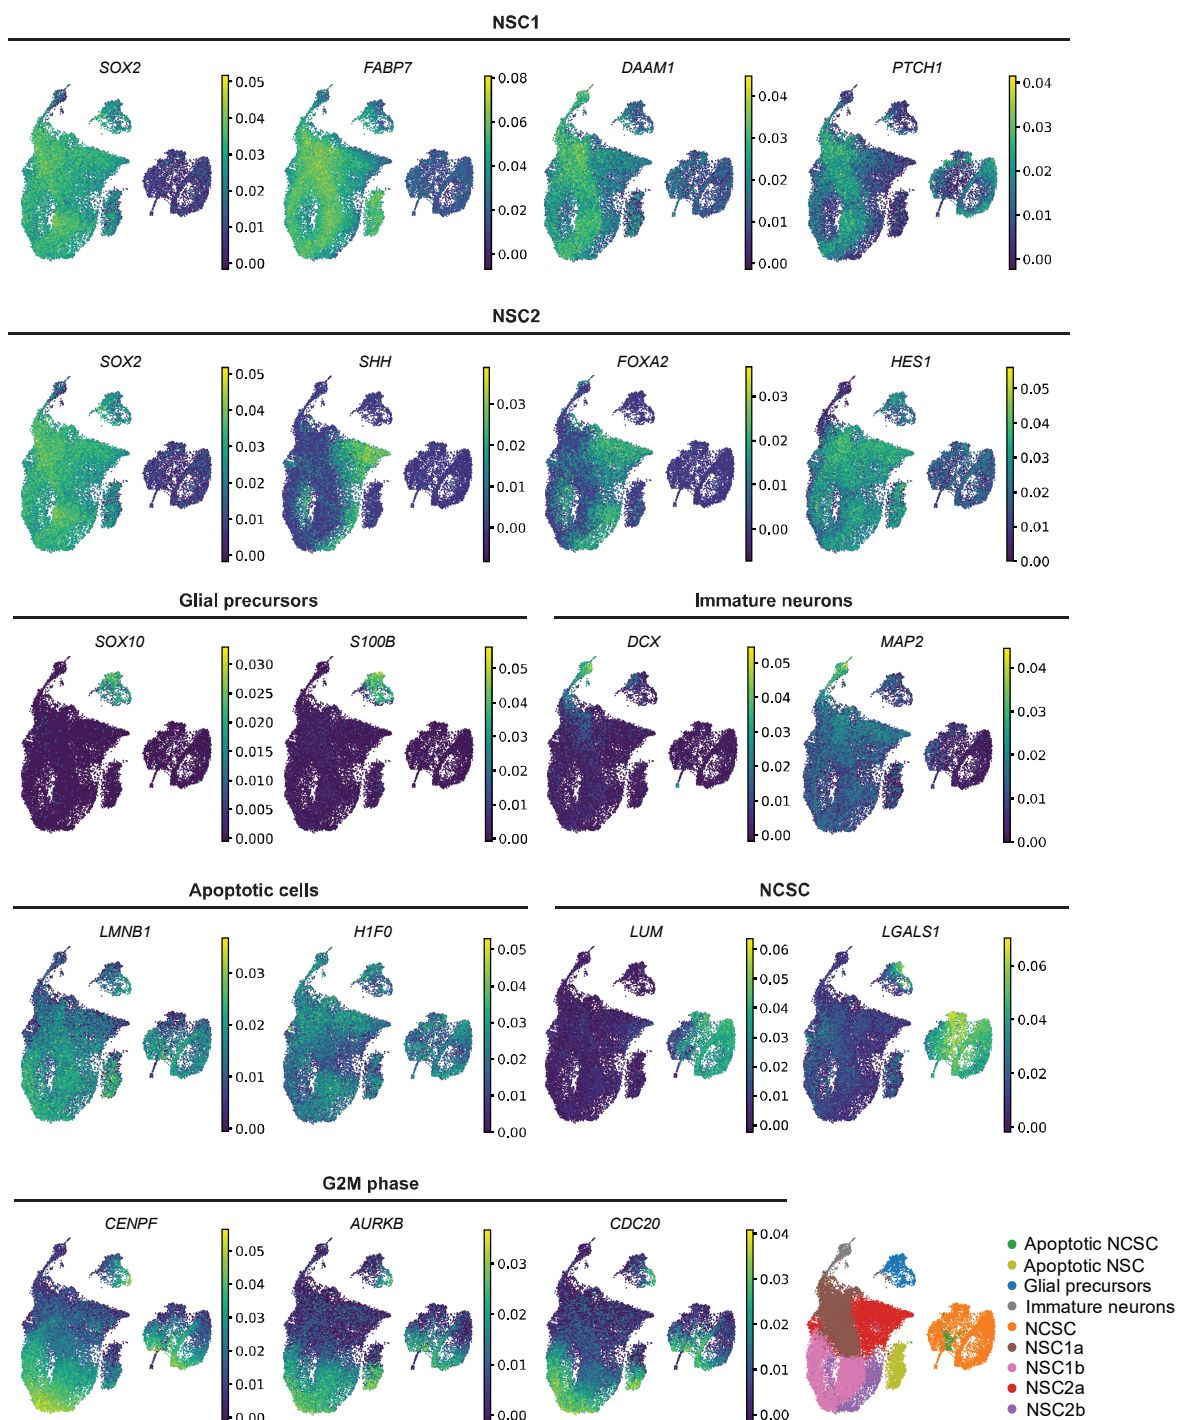 NSC1
SOX2 FABP7 DAAM1 PTCH1
0.05 0.08 0.04 0.04
0.04 0.06 0.03 0.03
0.03 0.04 0.02 0.02
0.02 0.02 0.01 0.01
0.01 0.00 0.00 0.00
0.00
NSC2
SOX2 SHH FOXA2 HES1
0.05 0.03 0.03 0.05
0.04 0.02 0.02 0.04
0.03 0.01 0.01 0.03
0.02 0.00 0.00 0.02
0.01 0.01
0.00 0.00
Glial precursors Immature neurons
SOX10 S100B DCX MAP2
0.030 0.05 0.05 0.04
0.025 0.04 0.04 0.03
0.020 0.03 0.03 0.02
0.015 0.02 0.02 0.01
0.010 0.01 0.01 0.00
0.005 0.00 0.00
0.000
Apoptotic cells NCSC
LMNB1 H1F0 LUM LGALS1
0.03 0.05 0.06 0.06
0.02 0.04 0.05 0.04
0.01 0.03 0.04 0.02
0.00 0.02 0.03 0.00
0.01 0.02
0.00 0.01
0.00
G2M phase
CENPF AURKB CDC20
0.05 0.03 0.04
0.04 0.02 0.03
0.03 0.01 0.02
0.02 0.00 0.01
0.01 0.00
0.00
Apoptotic NCSC
Apoptotic NSC
Glial precursors
Immature neurons
NCSC
NSC1a
NSC1b
NSC2a
NSC2b